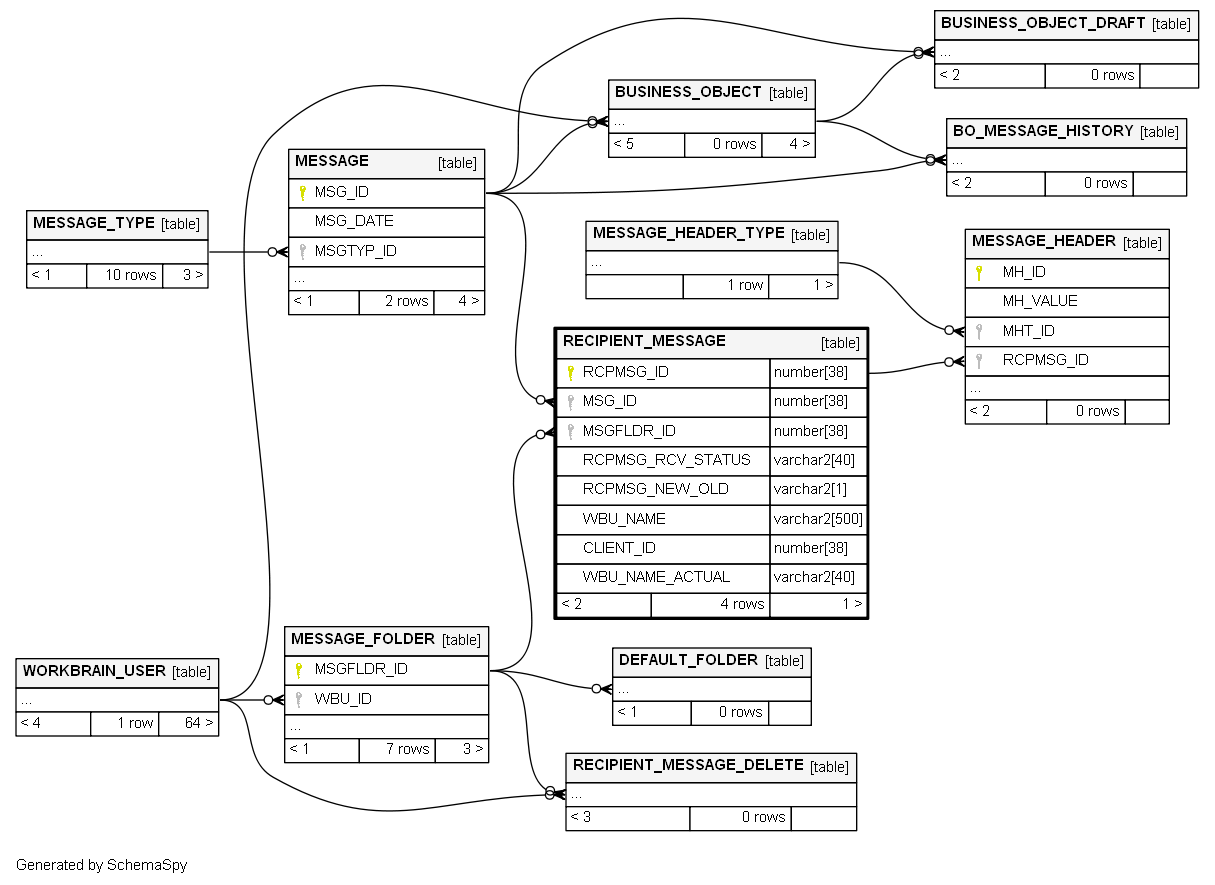 BUSINESS_OBJECT_DRAFT [table]
...
< 2 0 rows
BUSINESS_OBJECT [table]
...
< 5 0 rows 4 >
BO_MESSAGE_HISTORY [table]
...
< 2 0 rows
MESSAGE [table]
MSG_ID
MSG_DATE
MSGTYP_ID
...
< 1 2 rows 4 >
MESSAGE_TYPE [table]
...
< 1 10 rows 3 >
MESSAGE_HEADER_TYPE [table]
...
1 row 1 >
MESSAGE_HEADER [table]
MH_ID
MH_VALUE
MHT_ID
RCPMSG_ID
...
< 2 0 rows
RECIPIENT_MESSAGE [table]
RCPMSG_ID number[38]
MSG_ID number[38]
MSGFLDR_ID number[38]
RCPMSG_RCV_STATUS varchar2[40]
RCPMSG_NEW_OLD varchar2[1]
WBU_NAME varchar2[500]
CLIENT_ID number[38]
WBU_NAME_ACTUAL varchar2[40]
< 2 4 rows 1 >
MESSAGE_FOLDER [table]
MSGFLDR_ID
WBU_ID
...
< 1 7 rows 3 >
WORKBRAIN_USER [table]
...
< 4 1 row 64 >
DEFAULT_FOLDER [table]
...
< 1 0 rows
RECIPIENT_MESSAGE_DELETE [table]
...
< 3 0 rows
Generated by SchemaSpy